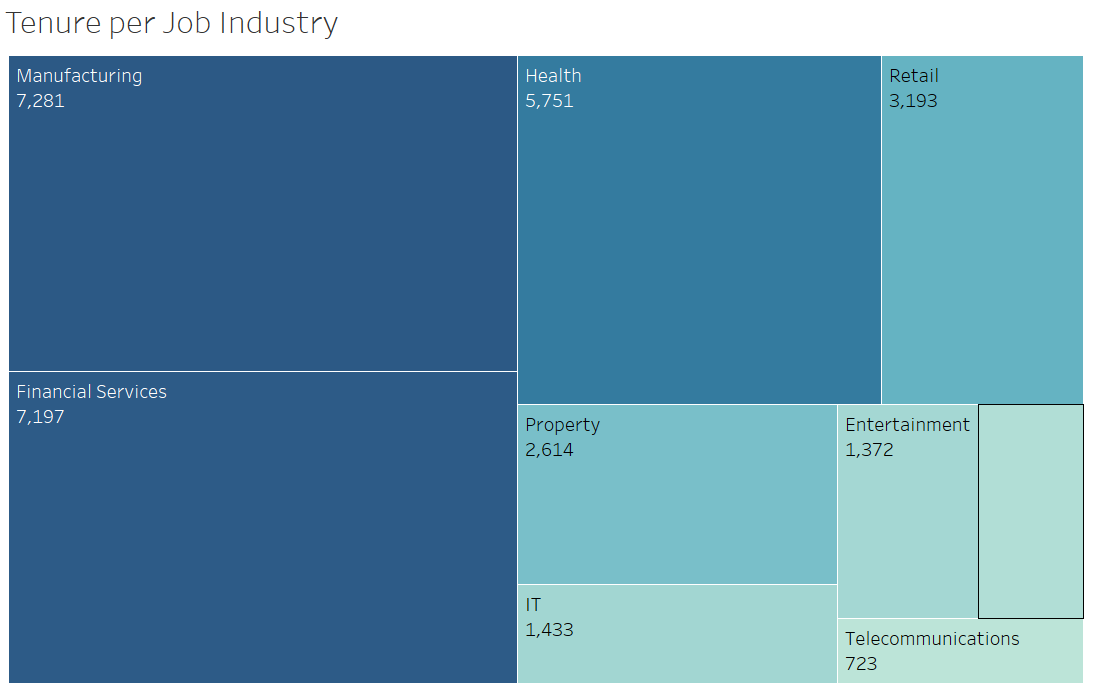 Tenure per Job Industry
Manufacturing
7,281
Financial Services
7,197
Health
5,751
Retail
3,193
Property
2,614
IT
1,433
Entertainment
1,372
Telecommunications
723